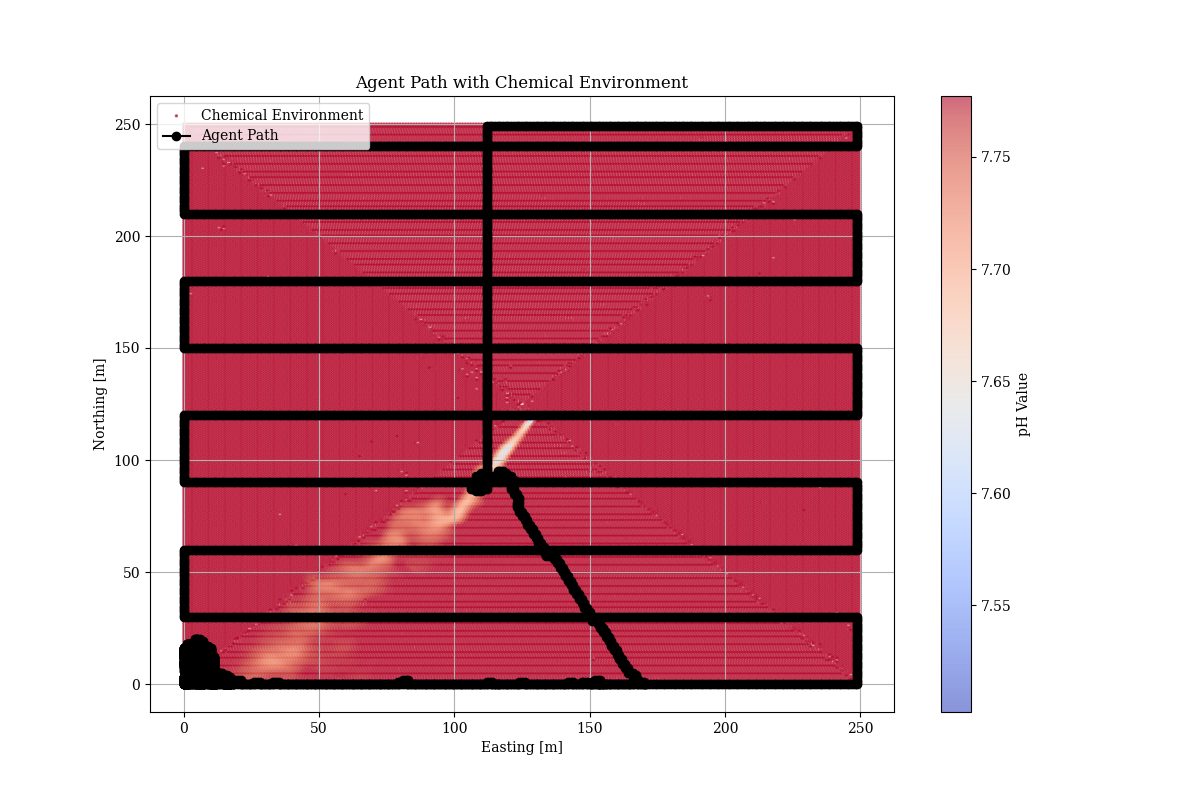 Agent Path with Chemical Environment
Chemical Environment
Agent Path
250
200
150
100
50
0
Northing [m]
0
50
100
150
200
250
Easting [m]
7.75
7.70
7.65
7.60
7.55
pH Value